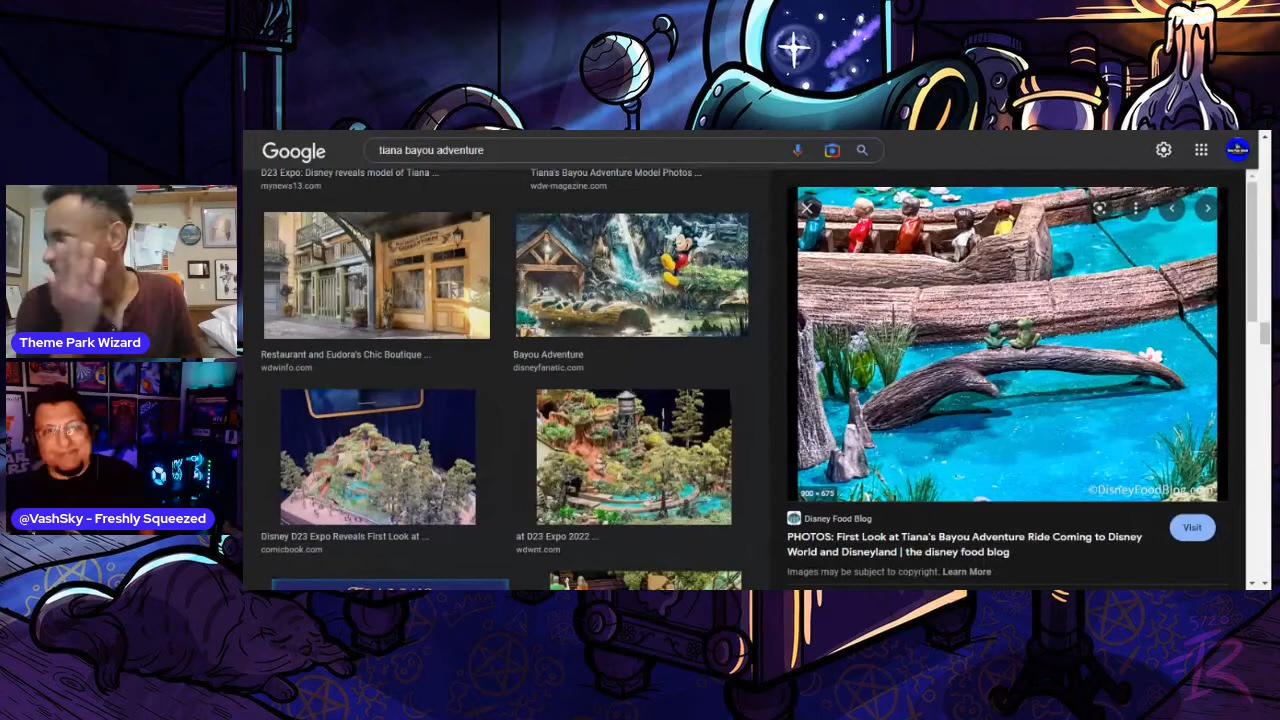 Google
tiana bayou adventure
D23 Expo: Disney reveals model of Tiana ...
mynews13.com
Tiana's Bayou Adventure Model Photos ...
wdw-magazine.com
Restaurant and Eudora's Chic Boutique ...
wdwinfo.com
Bayou Adventure
disneyfanatic.com
Disney D23 Expo Reveals First Look at ...
comicbook.com
at D23 Expo 2022 ...
wdwnt.com
900 × 675
©DisneyFoodBlog.com
Disney Food Blog
PHOTOS: First Look at Tiana's Bayou Adventure Ride Coming to Disney
World and Disneyland | the disney food blog
Images may be subject to copyright. Learn More
Visit
Theme Park Wizard
@VashSky - Freshly Squeezed